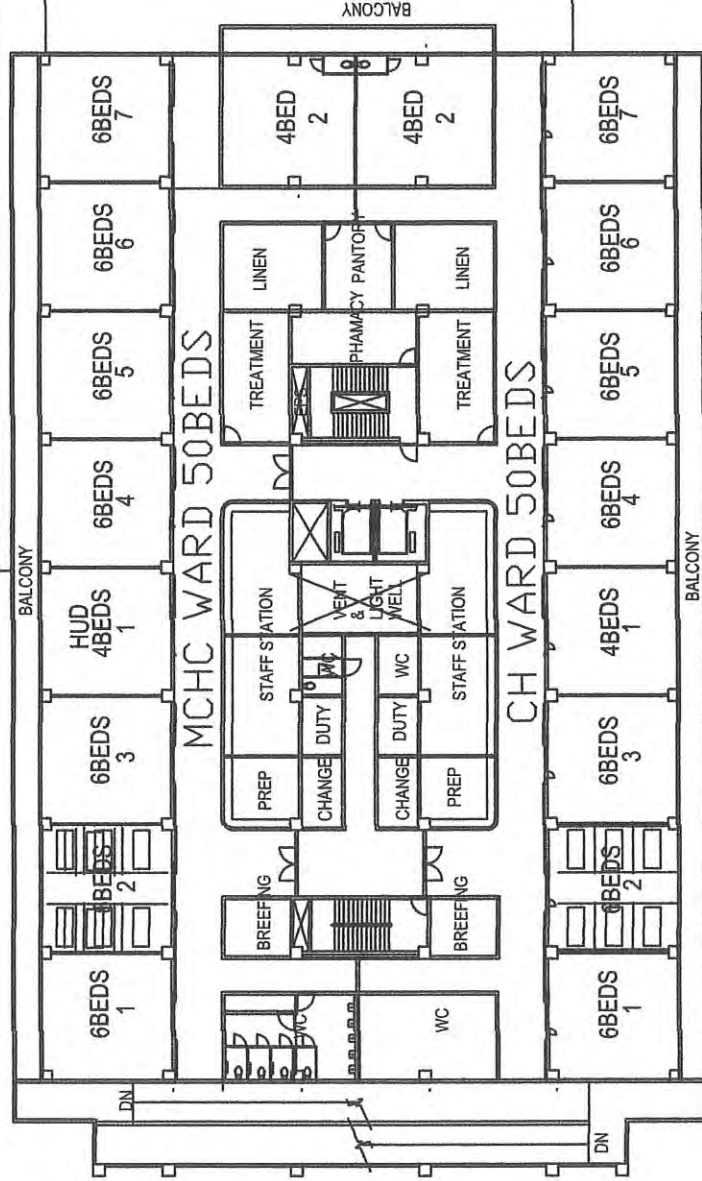 BALCONY
BALCONY
6BEDS
1
6BEDS
2
6BEDS
3
HUD
4BEDS
1
6BEDS
4
6BEDS
5
6BEDS
6
6BEDS
7
MCHC WARD 50BEDS
WC
BREEFING
PREP
STAFF STATION
TREATMENT
LINEN
4BED
2
CHANGE
DUTY
WC
VENT
&
LIGHT
WELL
PHAMACY
PANTORY
CHANGE
DUTY
WC
WC
BREEFING
PREP
STAFF STATION
TREATMENT
LINEN
4BED
2
CH WARD 50BEDS
6BEDS
1
6BEDS
2
6BEDS
3
4BEDS
1
6BEDS
4
6BEDS
5
6BEDS
6
6BEDS
7
BALCONY
DN
DN